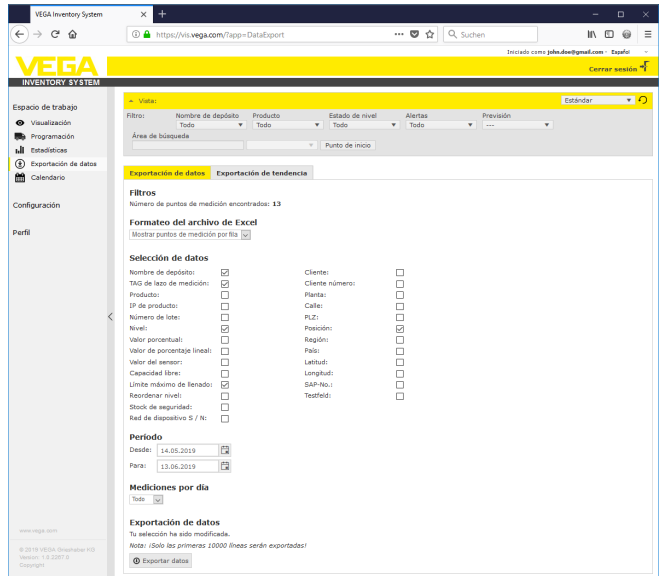 VEGA Inventory System
https://vis.vega.com/?app=DataExport
Suchen
Iniciado como john.doe@gmail.com - Español
VEGA
INVENTORY SYSTEM
Cerrar sesión
Espacio de trabajo
Visualización
Programación
Estadísticas
Exportación de datos
Calendario
Configuración
Perfil
Vista:
Estándar
Filtro: Nombre de depósito Producto Estado de nivel Alertas Previsión
Todo Todo Todo Todo ---
Área de búsqueda
Punto de inicio
Exportación de datos Exportación de tendencia
Filtros
Número de puntos de medición encontrados: 13
Formateo del archivo de Excel
Mostrar puntos de medición por fila
Selección de datos
Nombre de depósito: Cliente:
TAG de lazo de medición: Cliente número:
Producto: Planta:
IP de producto: Calle:
Número de lote: PLZ:
Nivel: Posición:
Valor porcentual: Región:
Valor de porcentaje lineal: País:
Valor del sensor: Latitud:
Capacidad libre: Longitud:
Límite máximo de llenado: SAP-No.:
Reordenar nivel: Testfeld:
Stock de seguridad:
Red de dispositivo S / N:
Período
Desde: 14.05.2019
Para: 13.06.2019
Mediciones por día
Todo
Exportación de datos
Tu selección ha sido modificada.
Nota: ¡Solo las primeras 10000 líneas serán exportadas!
Exportar datos
www.vega.com
© 2019 VEGA Grieshaber KG
Copyright